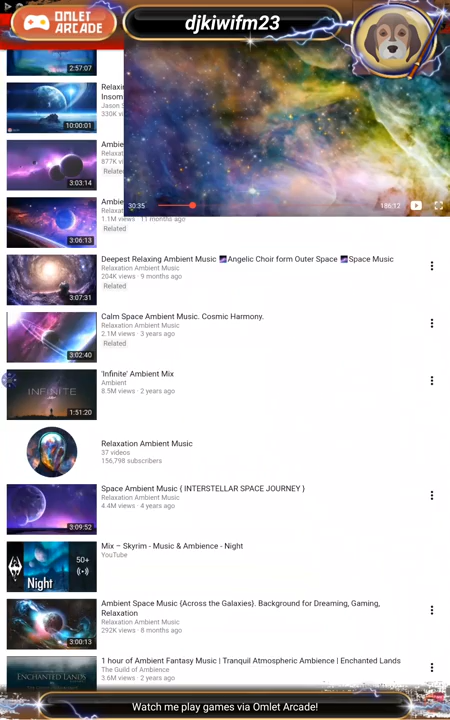 OMLET
ARCADE
djkiwifm23
2:57:07
Relaxi
Insom
Jason S
330K vi
10:00:01
Ambie
Relaxat
877K vi
Relate
3:03:14
Ambie
Relaxat
1.1M views · 11 months ago
Related
3:06:13
30:35
186:12
Deepest Relaxing Ambient Music 🌌Angelic Choir form Outer Space 🌌Space Music
Relaxation Ambient Music
204K views · 9 months ago
Related
3:07:31
Calm Space Ambient Music. Cosmic Harmony.
Relaxation Ambient Music
2.1M views · 3 years ago
Related
3:02:40
'Infinite' Ambient Mix
Ambient
8.5M views · 2 years ago
INFINITE
1:51:20
Relaxation Ambient Music
37 videos
156,798 subscribers
Space Ambient Music { INTERSTELLAR SPACE JOURNEY }
Relaxation Ambient Music
4.4M views · 4 years ago
3:09:52
Mix – Skyrim - Music & Ambience - Night
YouTube
50+
Night
Ambient Space Music {Across the Galaxies}. Background for Dreaming, Gaming,
Relaxation
Relaxation Ambient Music
292K views · 8 months ago
3:00:13
1 hour of Ambient Fantasy Music | Tranquil Atmospheric Ambience | Enchanted Lands
The Guild of Ambience
3.6M views · 2 years ago
ENCHANTED LANDS
Watch me play games via Omlet Arcade!